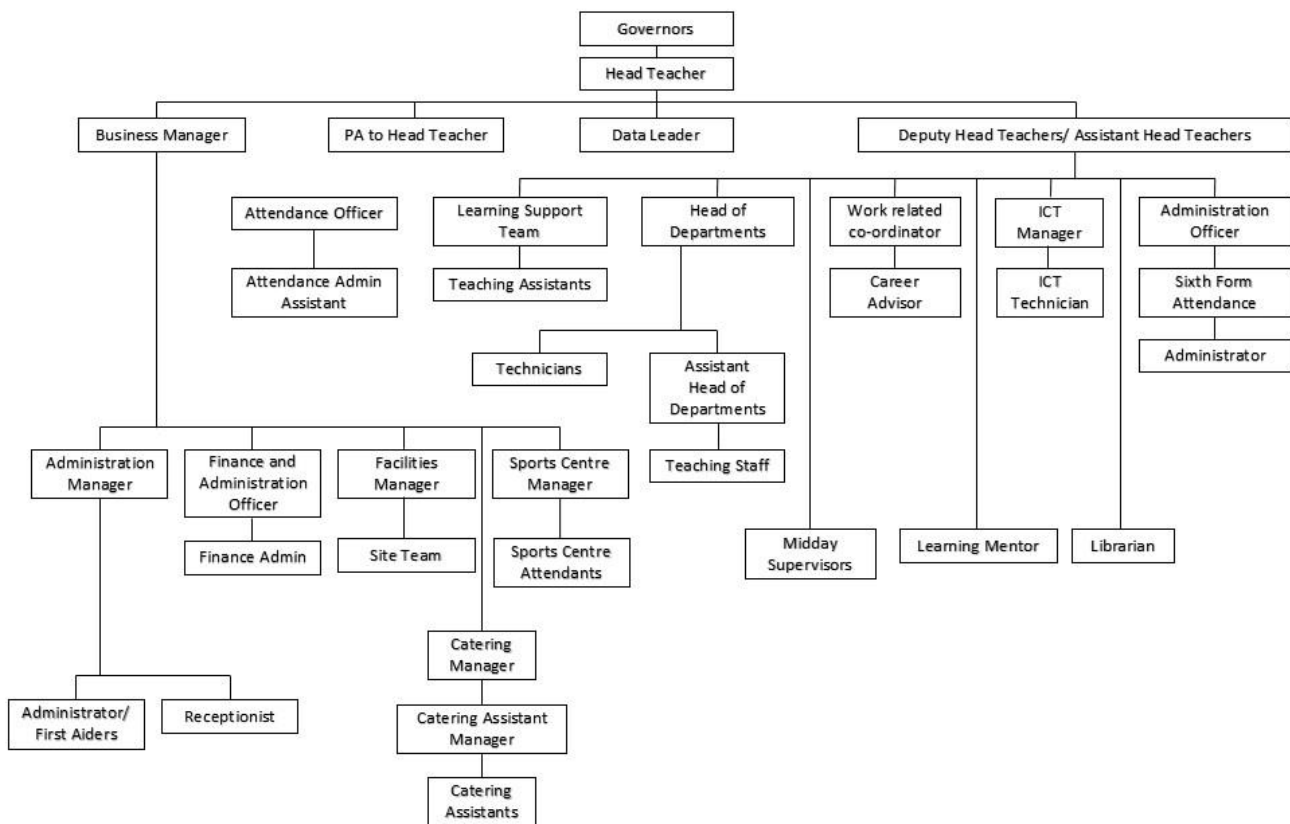 Governors
Head Teacher
Business Manager
PA to Head Teacher
Data Leader
Deputy Head Teachers/ Assistant Head Teachers
Attendance Officer
Attendance Admin
Assistant
Learning Support
Team
Teaching Assistants
Head of
Departments
Work related
co-ordinator
Career
Advisor
ICT
Manager
ICT
Technician
Administration
Officer
Sixth Form
Attendance
Administrator
Technicians
Assistant
Head of
Departments
Teaching Staff
Administration
Manager
Finance and
Administration
Officer
Finance Admin
Facilities
Manager
Site Team
Sports Centre
Manager
Sports Centre
Attendants
Midday
Supervisors
Learning Mentor
Librarian
Catering
Manager
Administrator/
First Aiders
Receptionist
Catering Assistant
Manager
Catering
Assistants